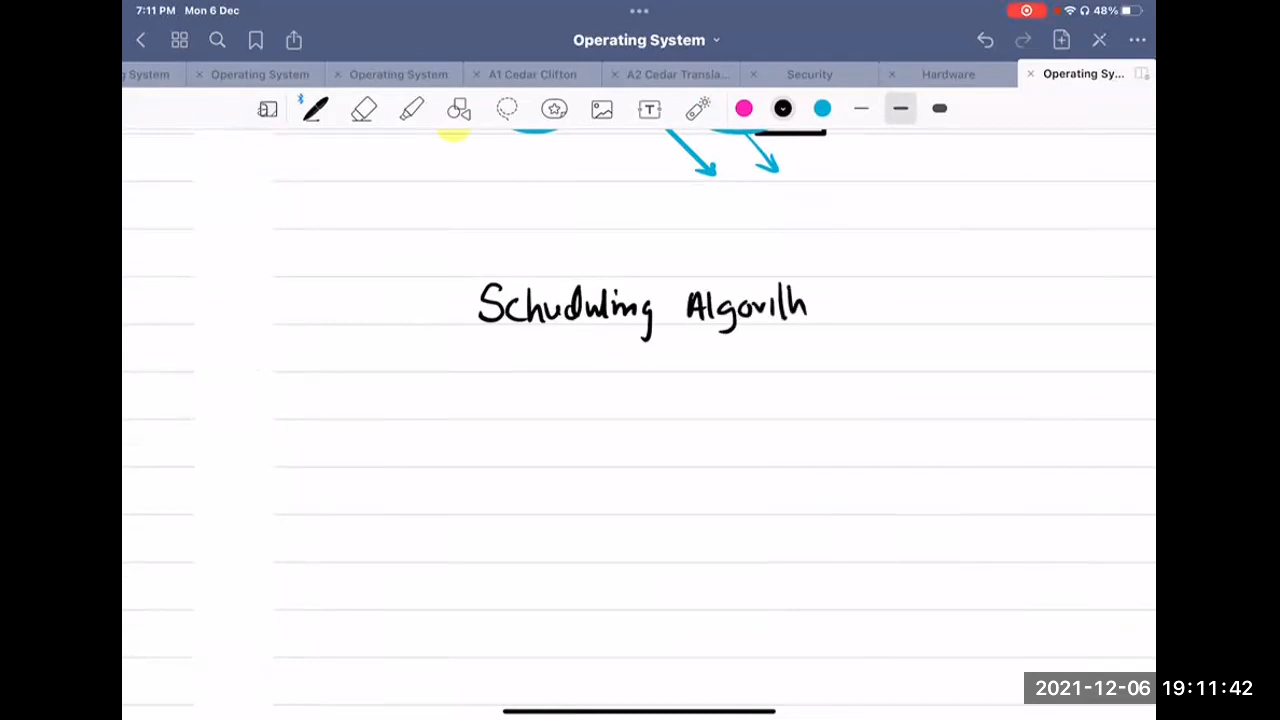 7:11 PM Mon 6 Dec
48%
Operating System
g System
Operating System
Operating System
A1 Cedar Clifton
A2 Cedar Transla...
Security
Hardware
Operating Sy...
T
Schuduling Algorith
2021-12-06 19:11:42